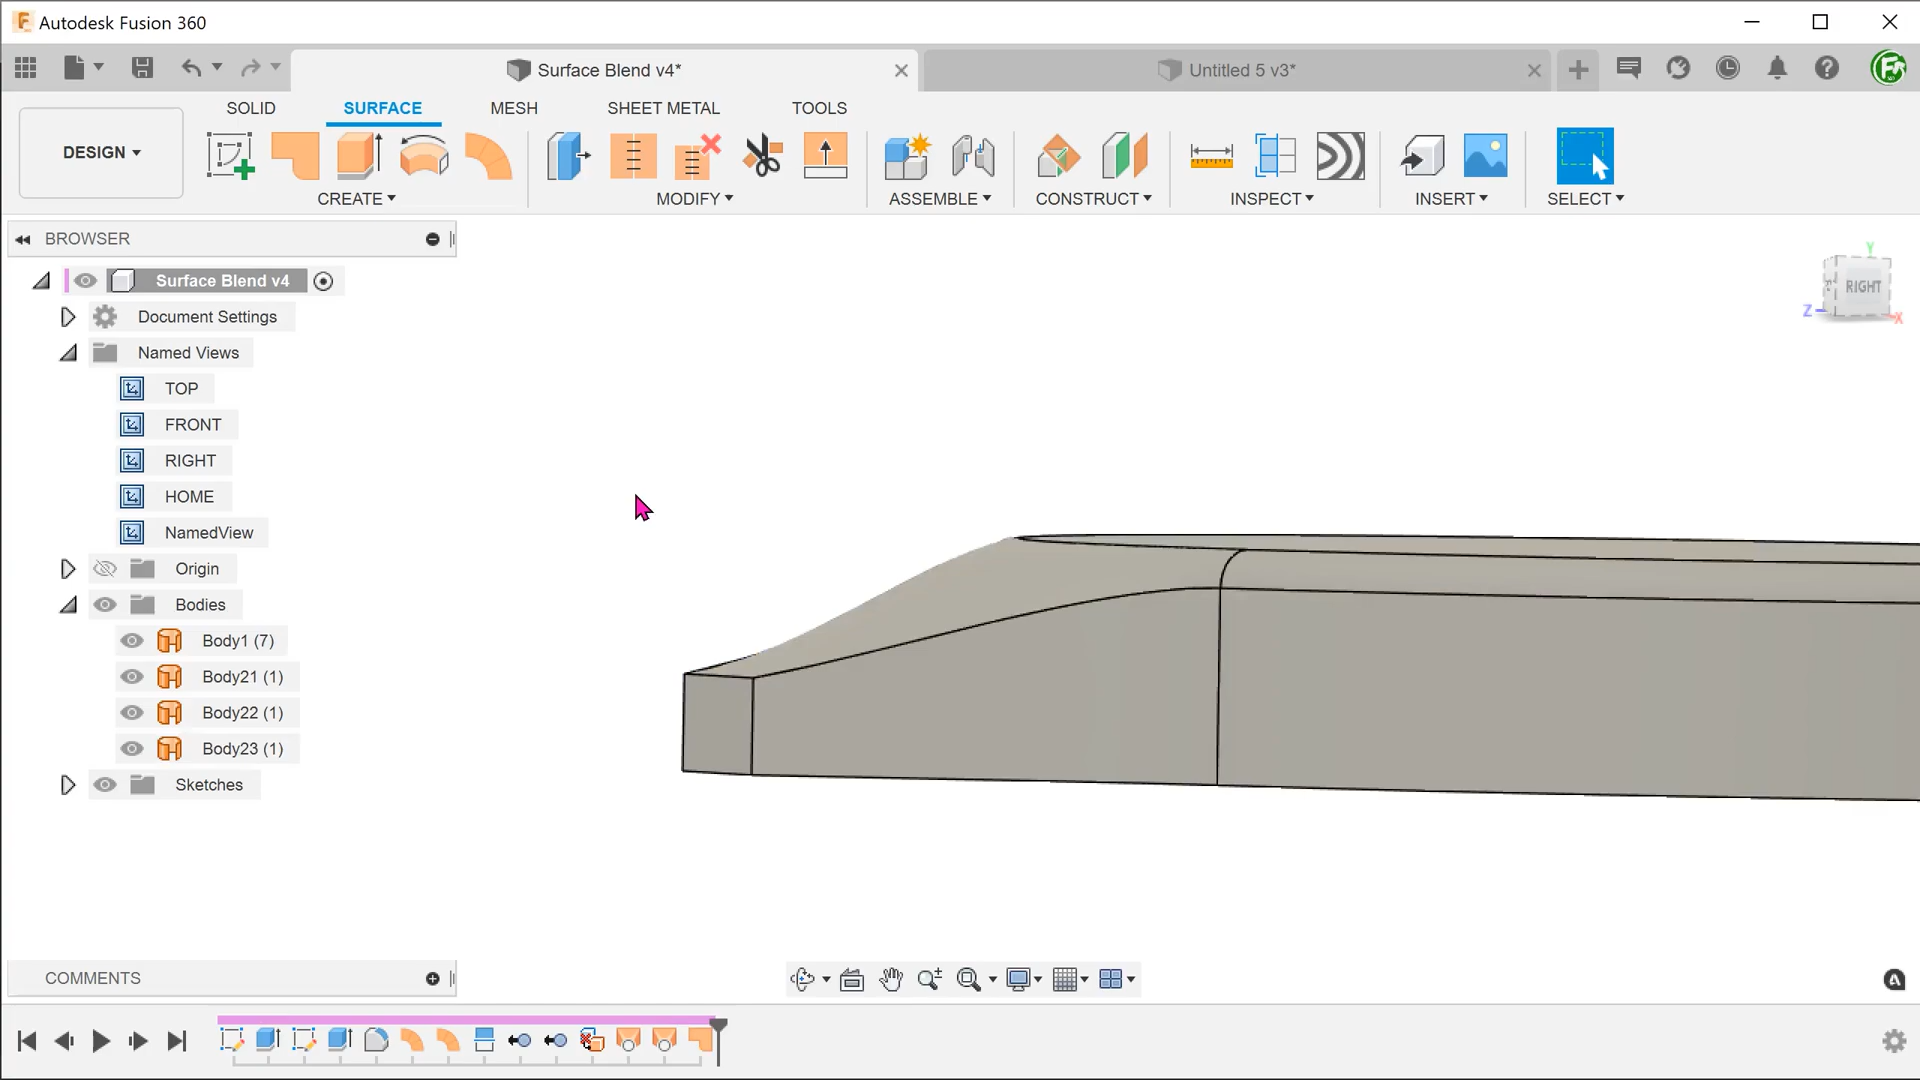 Autodesk Fusion 360
Surface Blend v4*
Untitled 5 v3*
SOLID SURFACE MESH SHEET METAL TOOLS
DESIGN
CREATE MODIFY ASSEMBLE CONSTRUCT INSPECT INSERT SELECT
BROWSER
Surface Blend v4
Document Settings
Named Views
TOP
FRONT
RIGHT
HOME
NamedView
Origin
Bodies
Body1 (7)
Body21 (1)
Body22 (1)
Body23 (1)
Sketches
Y
RIGHT
Z
X
COMMENTS